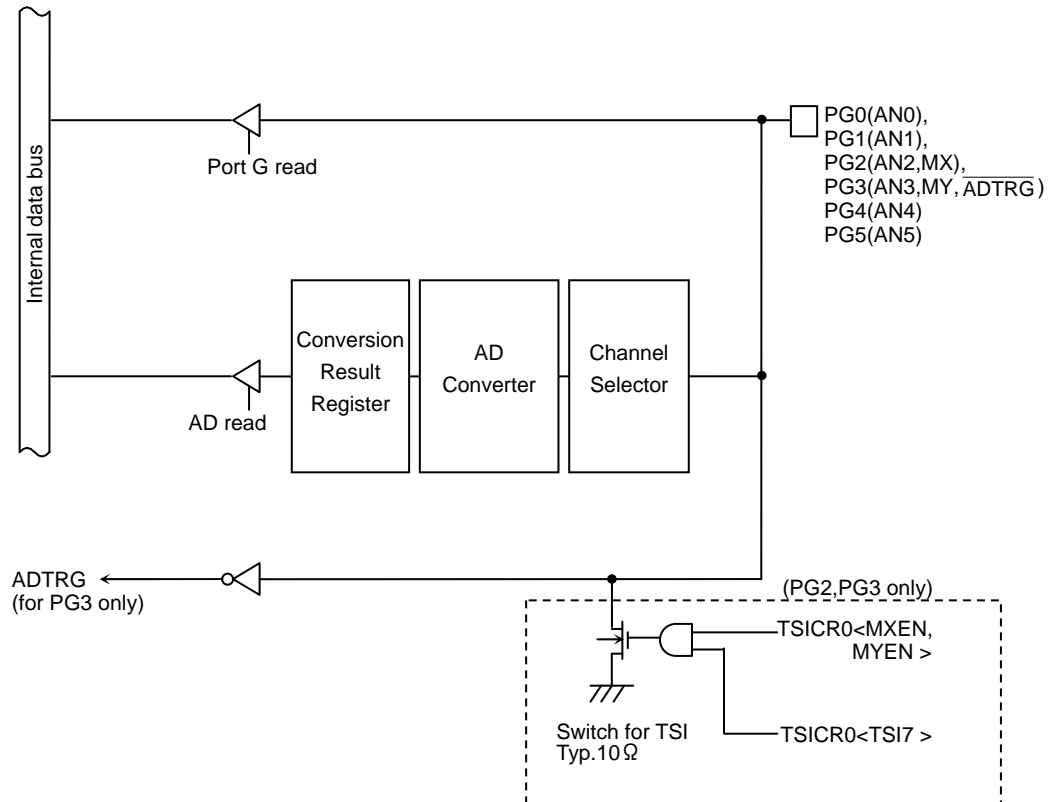 Internal data bus
Port G read
PG0(AN0),
PG1(AN1),
PG2(AN2,MX),
PG3(AN3,MY,ADTRG)
PG4(AN4)
PG5(AN5)
Conversion
Result
Register
AD
Converter
Channel
Selector
AD read
ADTRG
(for PG3 only)
(PG2,PG3 only)
TSICR0<MXEN,
MYEN >
Switch for TSI
Typ.10Ω
TSICR0<TSI7 >